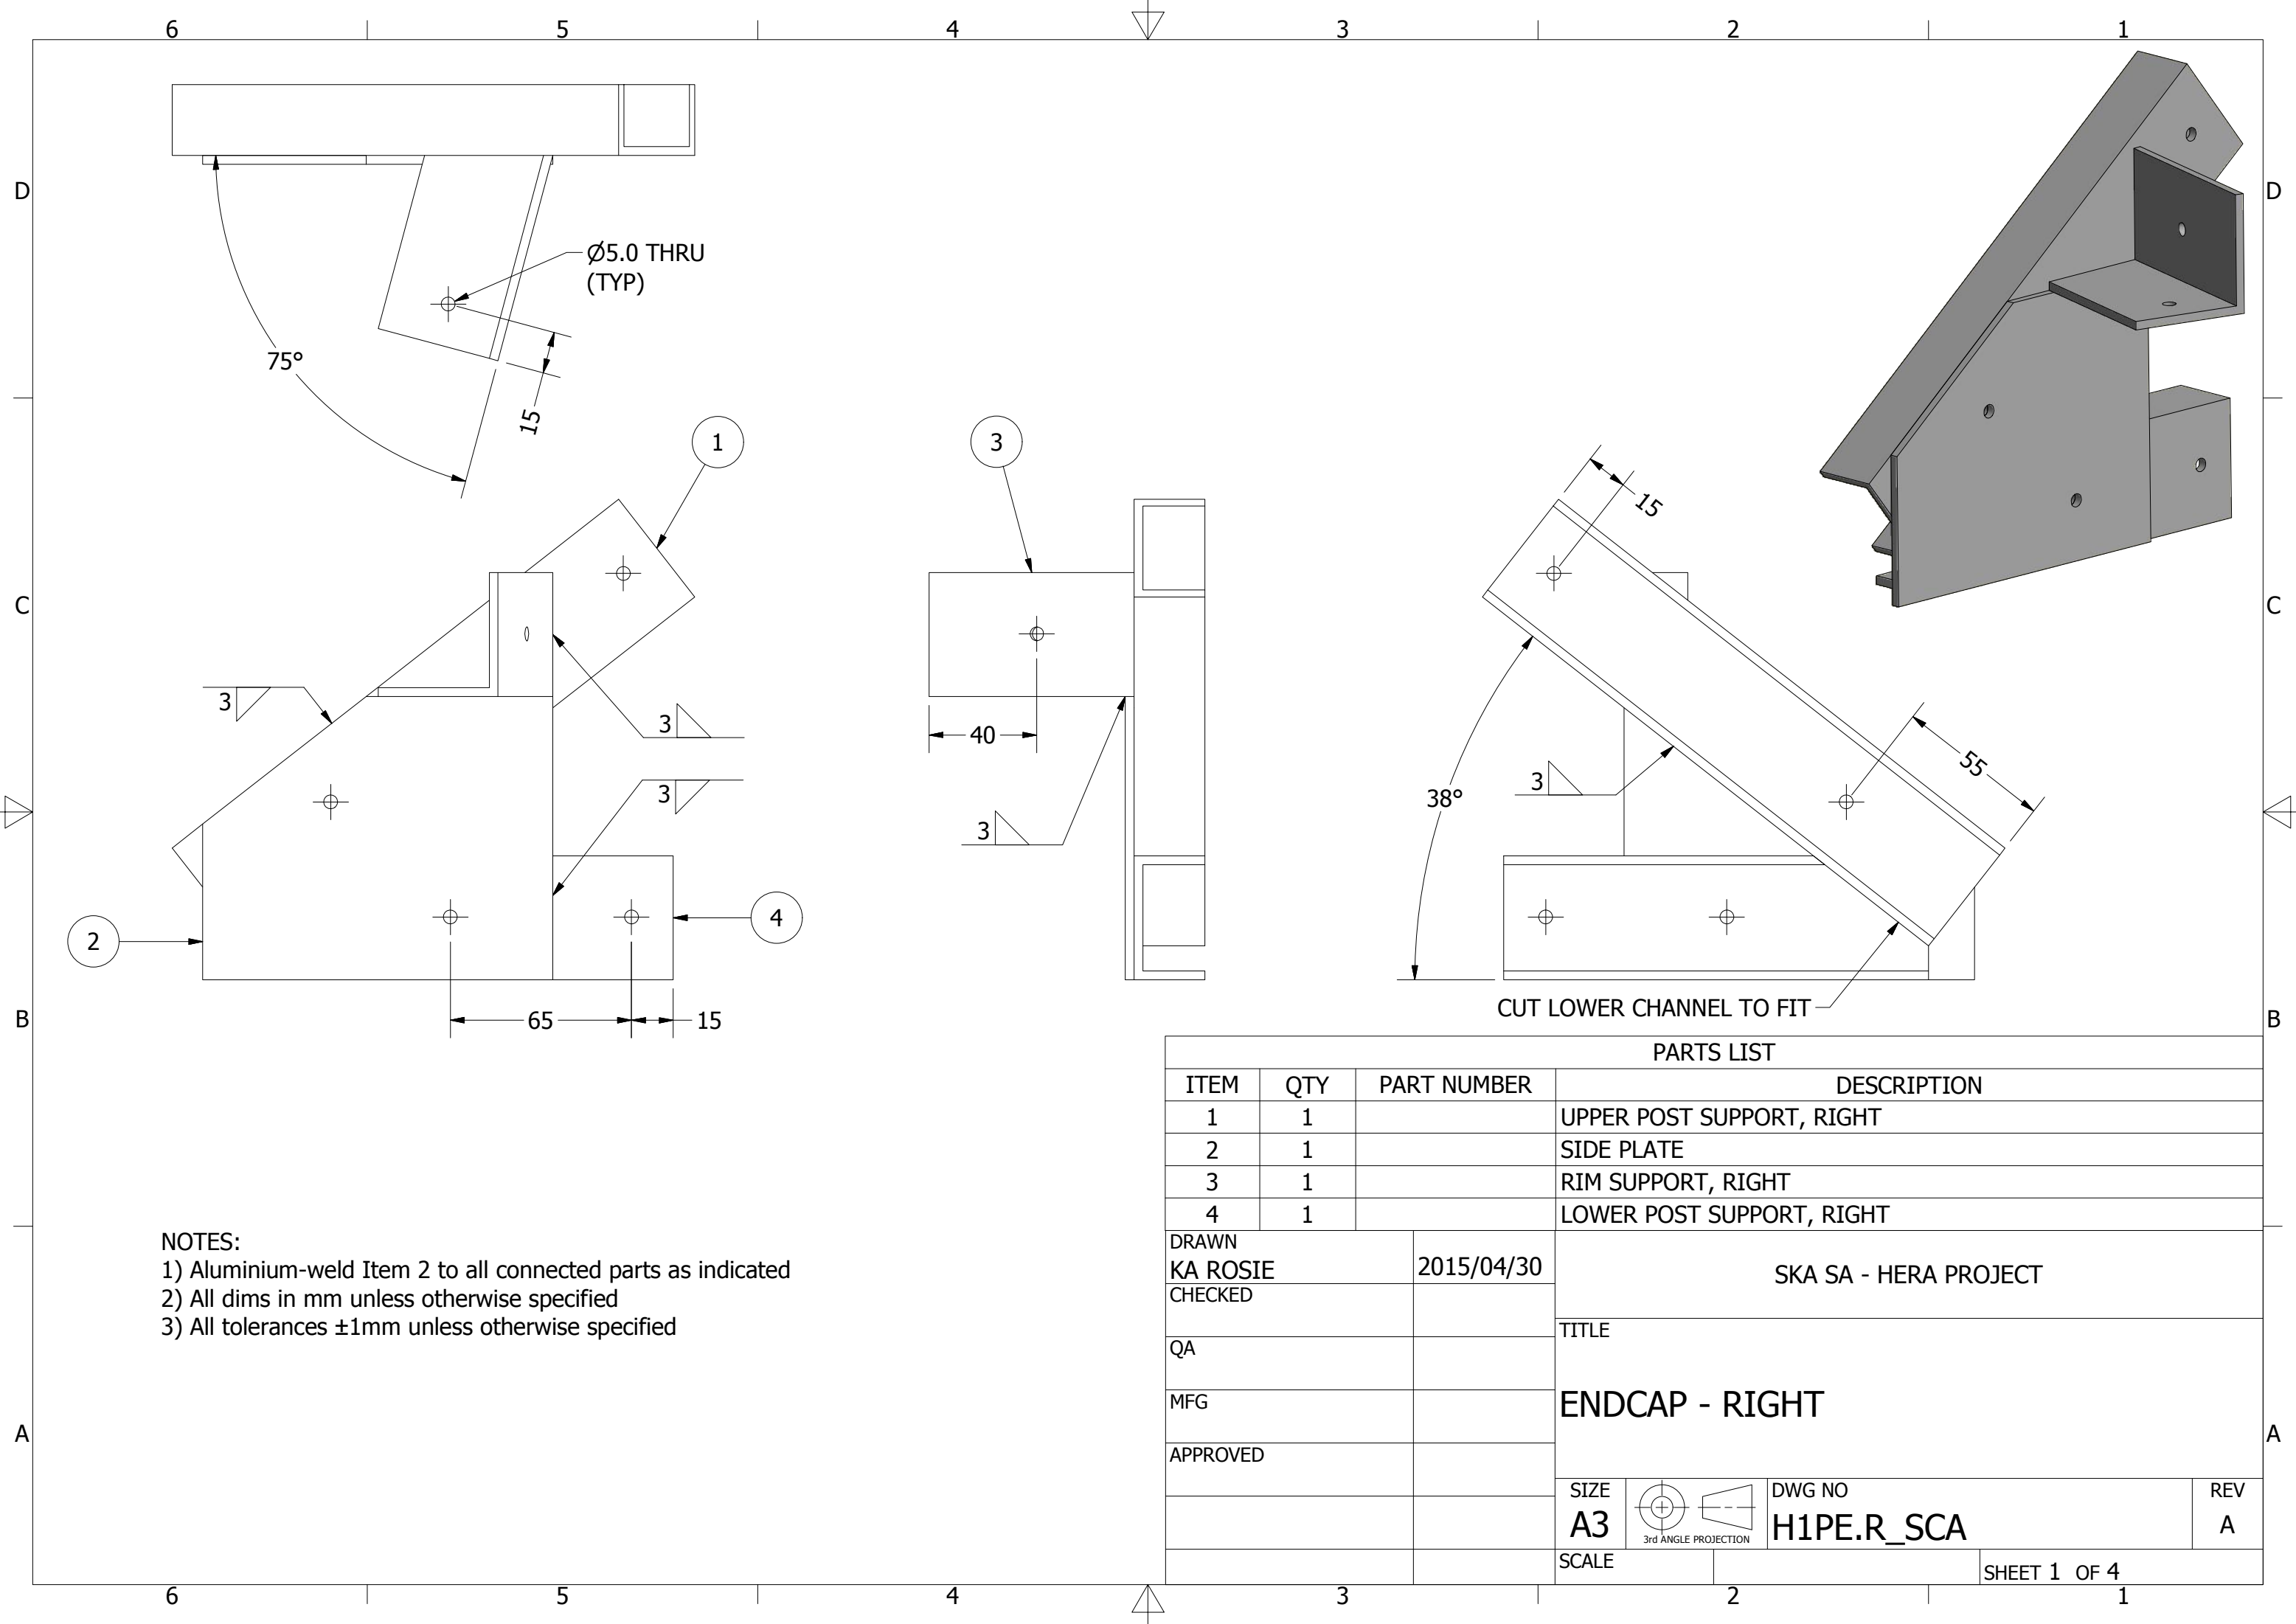 6 5 4 3 2 1
D D
C C
B B
A A
Ø5.0 THRU
(TYP)
75°
15
1
3
3
3
3
2
4
65
15
3
40
3
15
55
38°
3
CUT LOWER CHANNEL TO FIT
NOTES:
1) Aluminium-weld Item 2 to all connected parts as indicated
2) All dims in mm unless otherwise specified
3) All tolerances ±1mm unless otherwise specified
PARTS LIST
ITEM QTY PART NUMBER DESCRIPTION
1 1 UPPER POST SUPPORT, RIGHT
2 1 SIDE PLATE
3 1 RIM SUPPORT, RIGHT
4 1 LOWER POST SUPPORT, RIGHT
DRAWN
KA ROSIE 2015/04/30
CHECKED
QA
MFG
APPROVED
SKA SA - HERA PROJECT
TITLE
ENDCAP - RIGHT
SIZE
A3
3rd ANGLE PROJECTION
DWG NO
H1PE.R_SCA
REV
A
SCALE
SHEET 1 OF 4
6 5 4 3 2 1